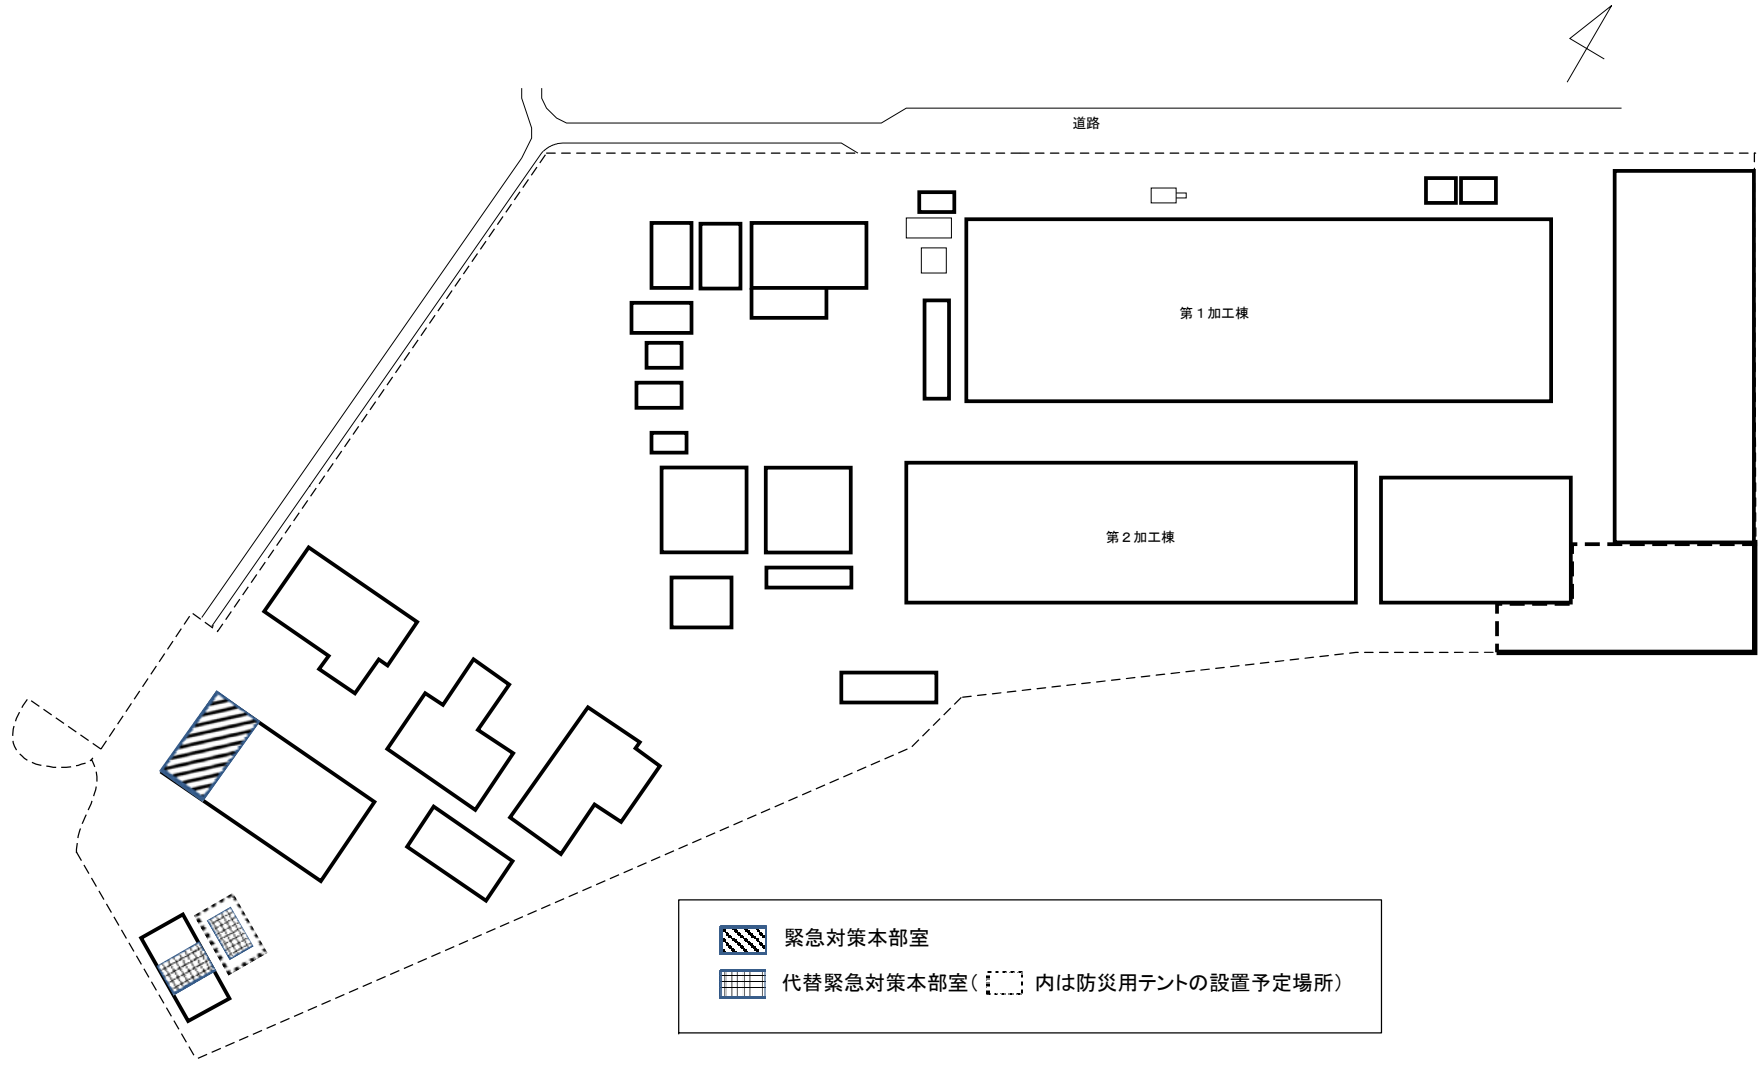 道路
第１加工棟
第２加工棟
緊急対策本部室
代替緊急対策本部室（ 内は防災用テントの設置予定場所）